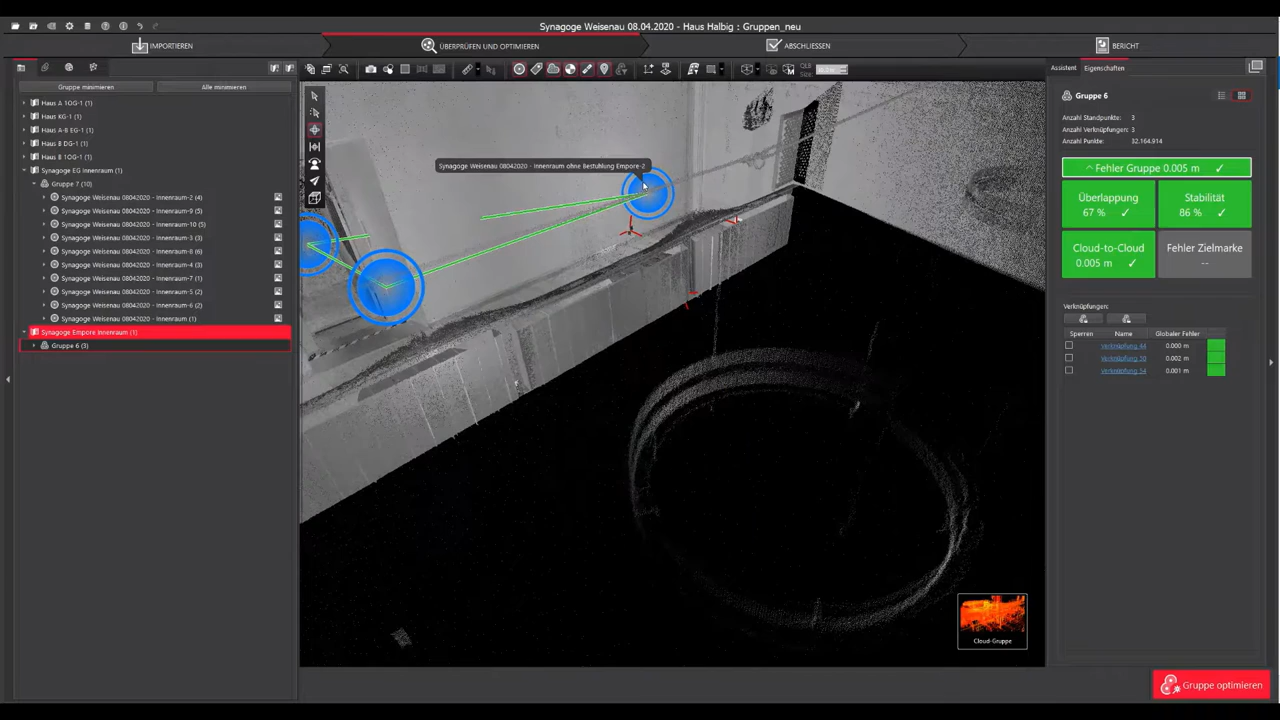 Synagoge Weisenau 08.04.2020 - Haus Halbig : Gruppen_neu
IMPORTIEREN
ÜBERPRÜFEN UND OPTIMIEREN
ABSCHLIESSEN
BERICHT
Gruppe minimieren
Alle minimieren
Haus A 1OG-1 (1)
Haus KG-1 (1)
Haus A-B EG-1 (1)
Haus B DG-1 (1)
Haus B 1OG-1 (1)
Synagoge EG Innenraum (1)
Gruppe 7 (10)
Synagoge Weisenau 08042020 - Innenraum-2 (4)
Synagoge Weisenau 08042020 - Innenraum-9 (5)
Synagoge Weisenau 08042020 - Innenraum-10 (5)
Synagoge Weisenau 08042020 - Innenraum-3 (3)
Synagoge Weisenau 08042020 - Innenraum-8 (6)
Synagoge Weisenau 08042020 - Innenraum-4 (3)
Synagoge Weisenau 08042020 - Innenraum-7 (1)
Synagoge Weisenau 08042020 - Innenraum-5 (2)
Synagoge Weisenau 08042020 - Innenraum-6 (2)
Synagoge Weisenau 08042020 - Innenraum (1)
Synagoge Empore Innenraum (1)
Gruppe 6 (3)
Size:
Synagoge Weisenau 08042020 - Innenraum ohne Bestuhlung Empore-2
Cloud-Gruppe
Assistent
Eigenschaften
Gruppe 6
Anzahl Standpunkte: 3
Anzahl Verknüpfungen: 3
Anzahl Punkte: 32.164.914
Fehler Gruppe 0.005 m
Überlappung
67 %
Stabilität
86 %
Cloud-to-Cloud
0.005 m
Fehler Zielmarke
--
Verknüpfungen:
Sperren Name Globaler Fehler
Verknüpfung 44 0.000 m
0.002 m
Verknüpfung 54 0.001 m
Gruppe optimieren